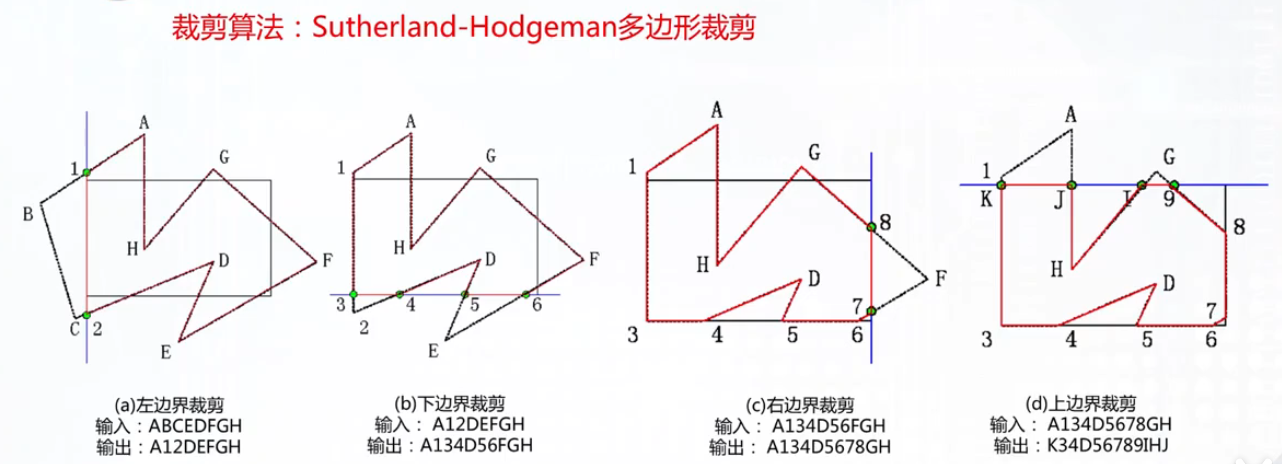 裁剪算法：Sutherland-Hodgeman多边形裁剪
A
1
G
B
H
D
F
C
2
E
A
1
G
H
D
F
3
4
5
6
2
E
A
1
G
8
H
D
F
7
3
4
5
6
A
1
G
K
J
I
9
8
H
D
7
3
4
5
6
(a)左边界裁剪
输入：ABCEDFGH
输出：A12DEFGH
(b)下边界裁剪
输入： A12DEFGH
输出：A134D56FGH
(c)右边界裁剪
输入： A134D56FGH
输出： A134D5678GH
(d)上边界裁剪
输入： A134D5678GH
输出：K34D56789IHJ